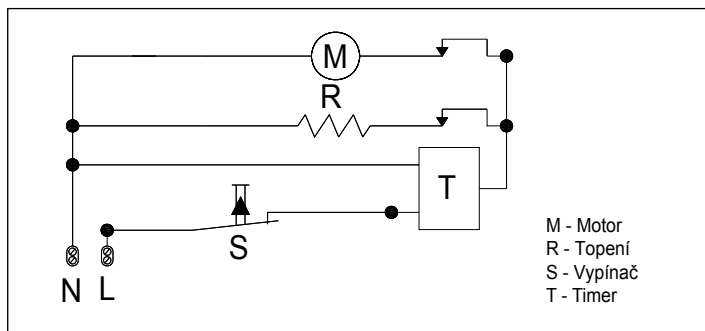 M
R
T
S
N L
M - Motor
R - Topení
S - Vypínač
T - Timer